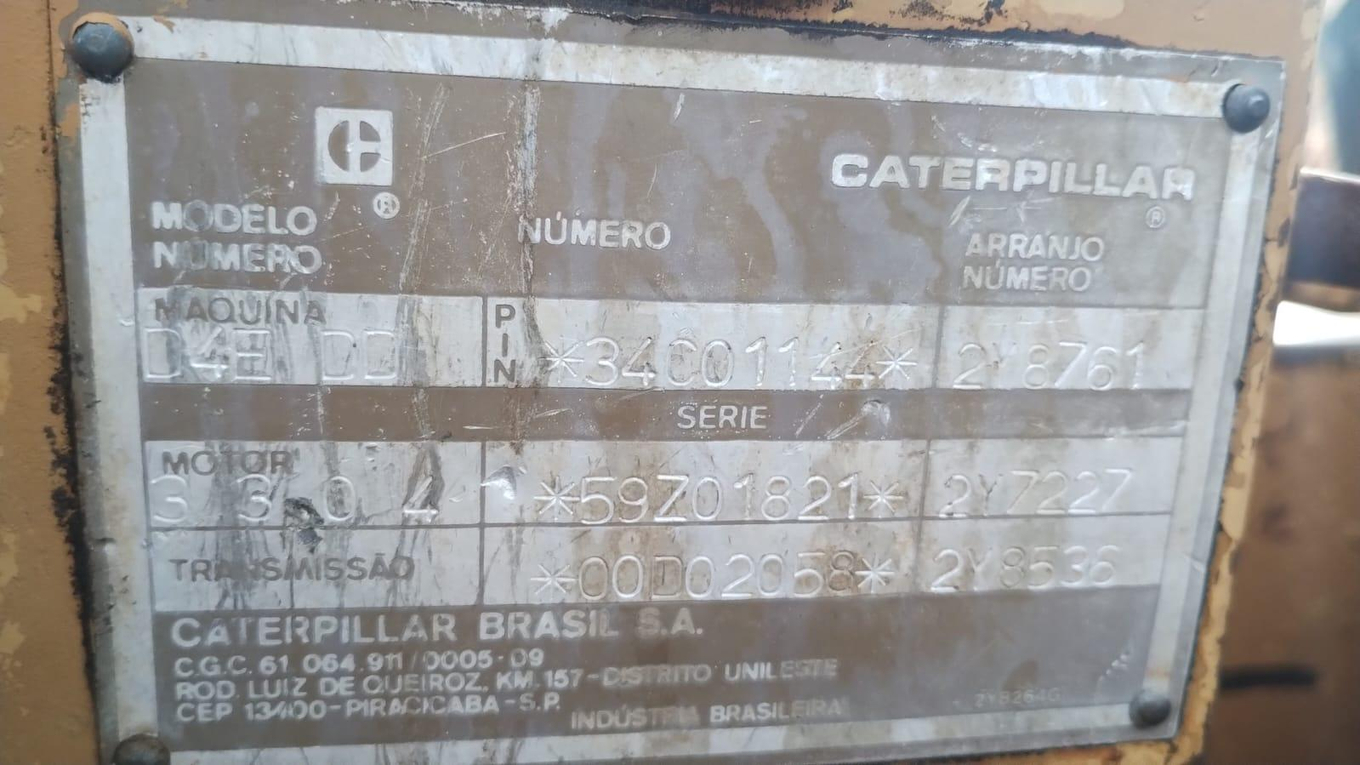 CATERPILLAR
®
®
MODELO NÚMERO ARRANJO
NÚMERO NÚMERO
MAQUINA P
I
N
D4E DD *34C01144* 2Y8761
SERIE
MOTOR
3304 *59Z01821* 2Y7227
TRANSMISSÃO *00D02058* 2Y8536
CATERPILLAR BRASIL S.A.
C.G.C. 61.064.911/0005-09
ROD. LUIZ DE QUEIROZ, KM. 157-DISTRITO UNILESTE
CEP 13400-PIRACICABA-S.P.
INDÚSTRIA BRASILEIRA